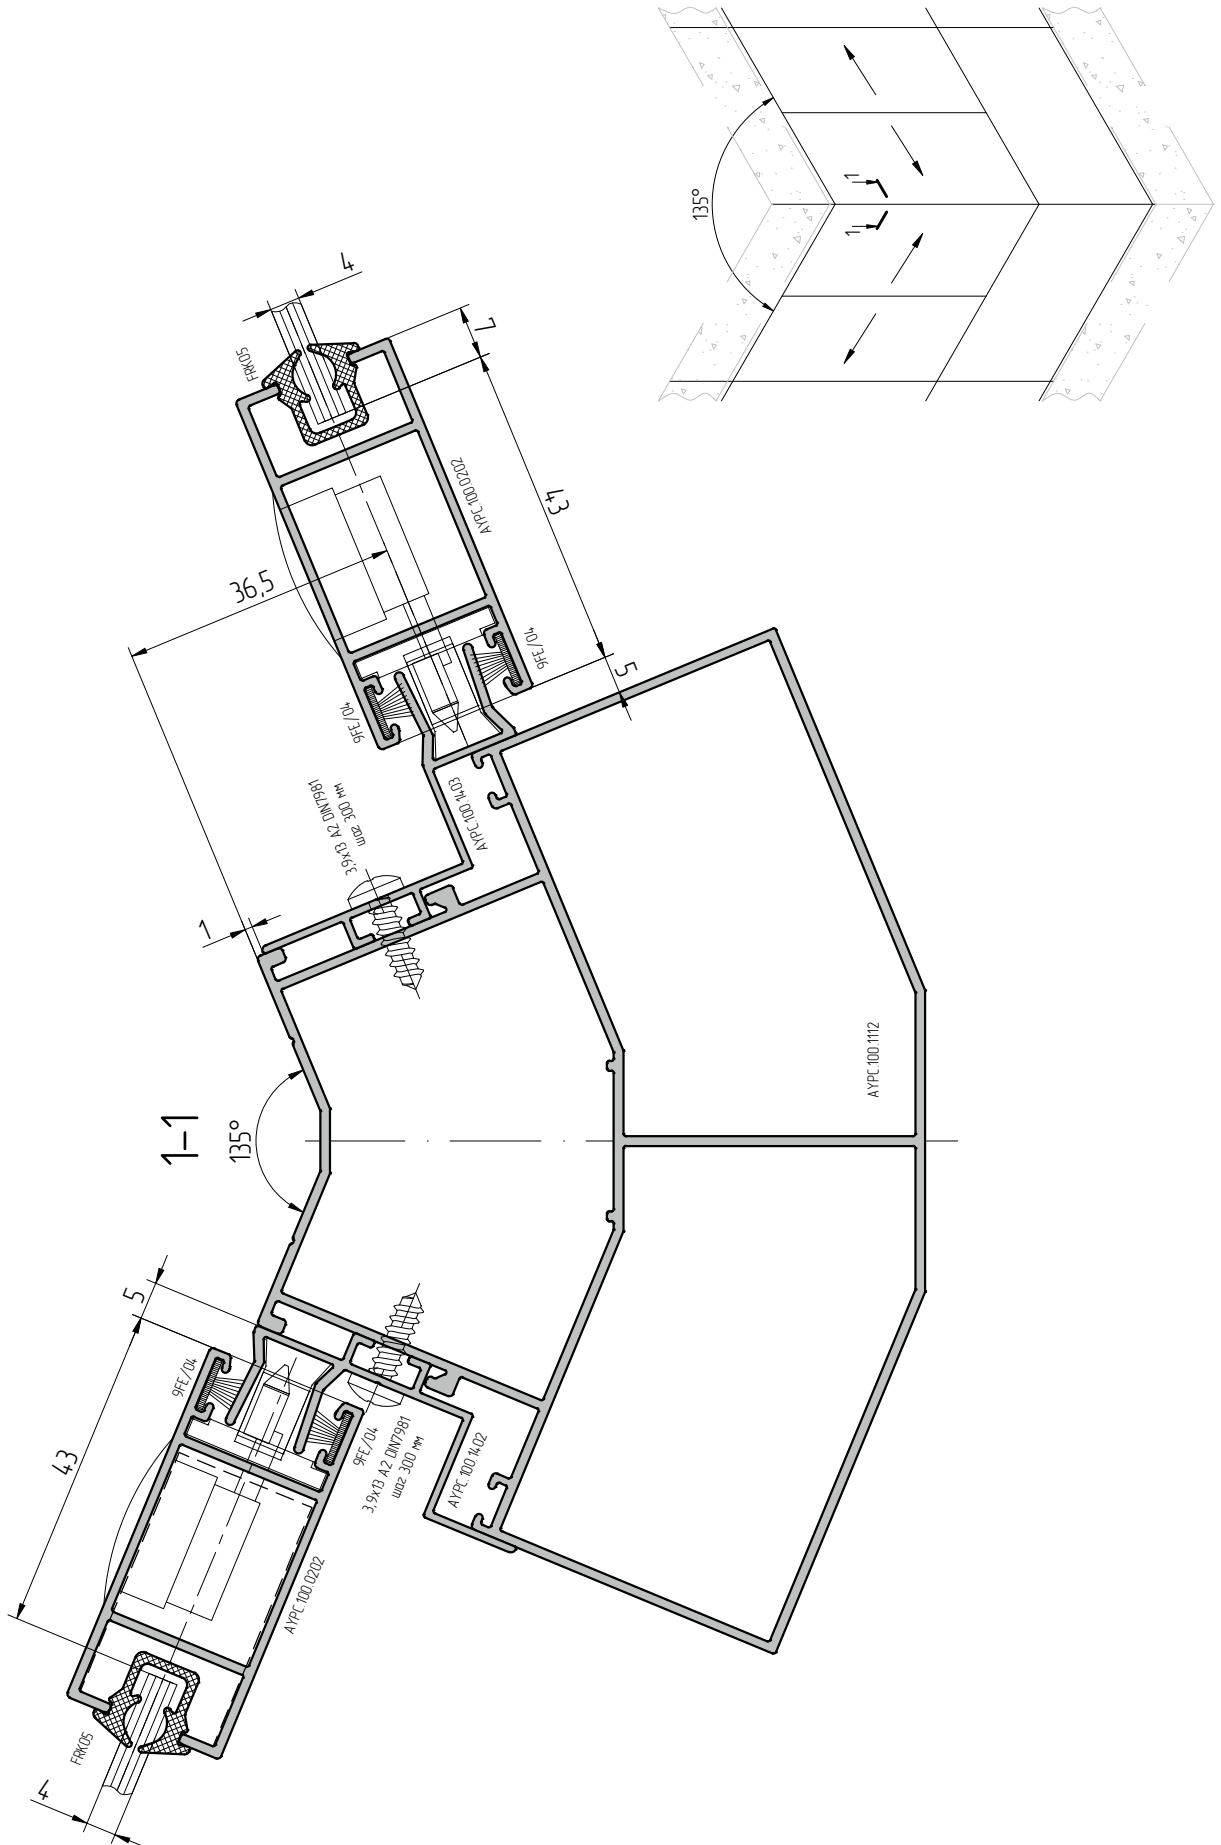 135°
1
1
4
FRK05
7
AYPC.100.0202
43
36,5
9FE/04
9FE/04
5
3,9x13 A2 DIN7981
шаг 300 мм
AYPC.100.1403
1
1-1
135°
AYPC.100.1112
5
43
9FE/04
9FE/04
3,9x13 A2 DIN7981
шаг 300 мм
AYPC.100.1402
AYPC.100.0202
FRK05
4